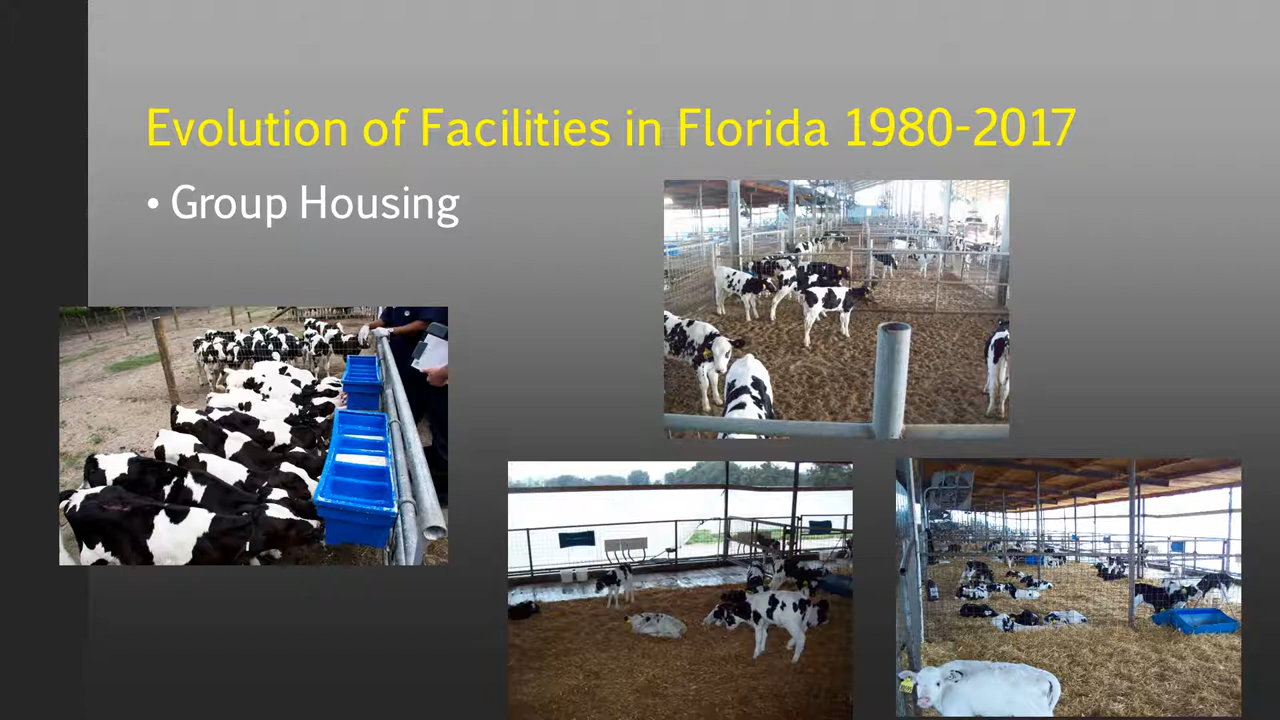 Evolution of Facilities in Florida 1980-2017
• Group Housing